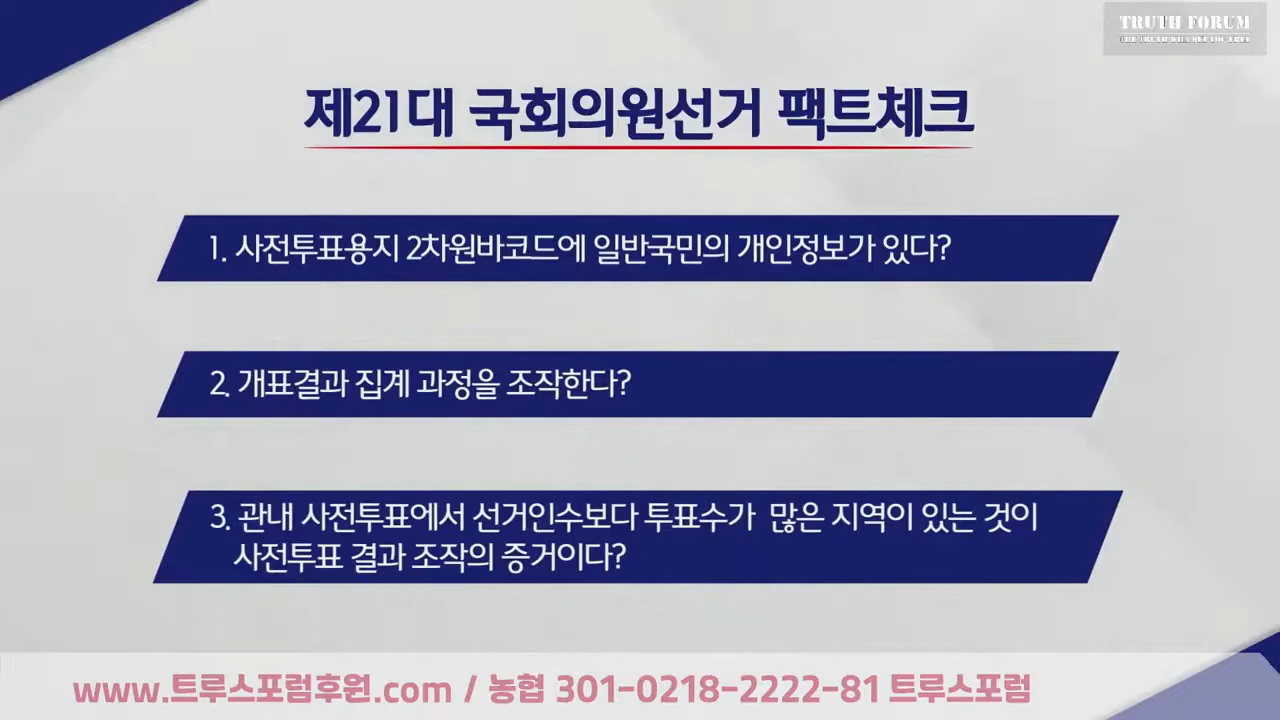 TRUTH FORUM
THE TRUTH WILL SET YOU FREE
제21대 국회의원선거 팩트체크
1. 사전투표용지 2차원바코드에 일반국민의 개인정보가 있다?
2. 개표결과 집계 과정을 조작한다?
3. 관내 사전투표에서 선거인수보다 투표수가 많은 지역이 있는 것이
사전투표 결과 조작의 증거이다?
www.트루스포럼후원.com / 농협 301-0218-2222-81 트루스포럼